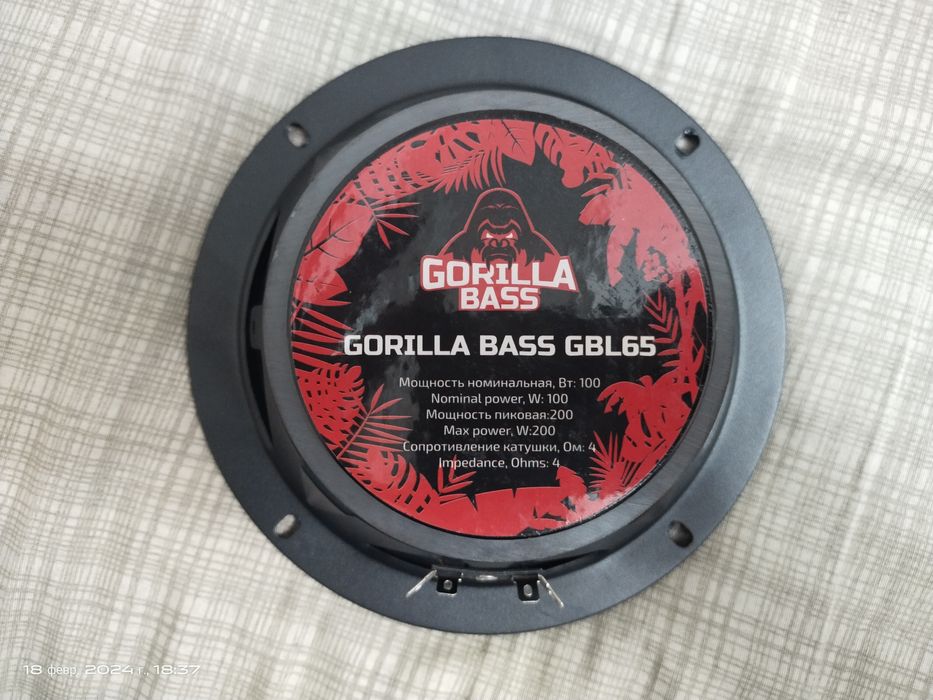 GORILLA
BASS
GORILLA BASS GBL65
Мощность номинальная, Вт: 100
Nominal power, W: 100
Мощность пиковая:200
Max power, W:200
Сопротивление катушки, Ом: 4
Impedance, Ohms: 4
18 февр. 2024 г., 18:37